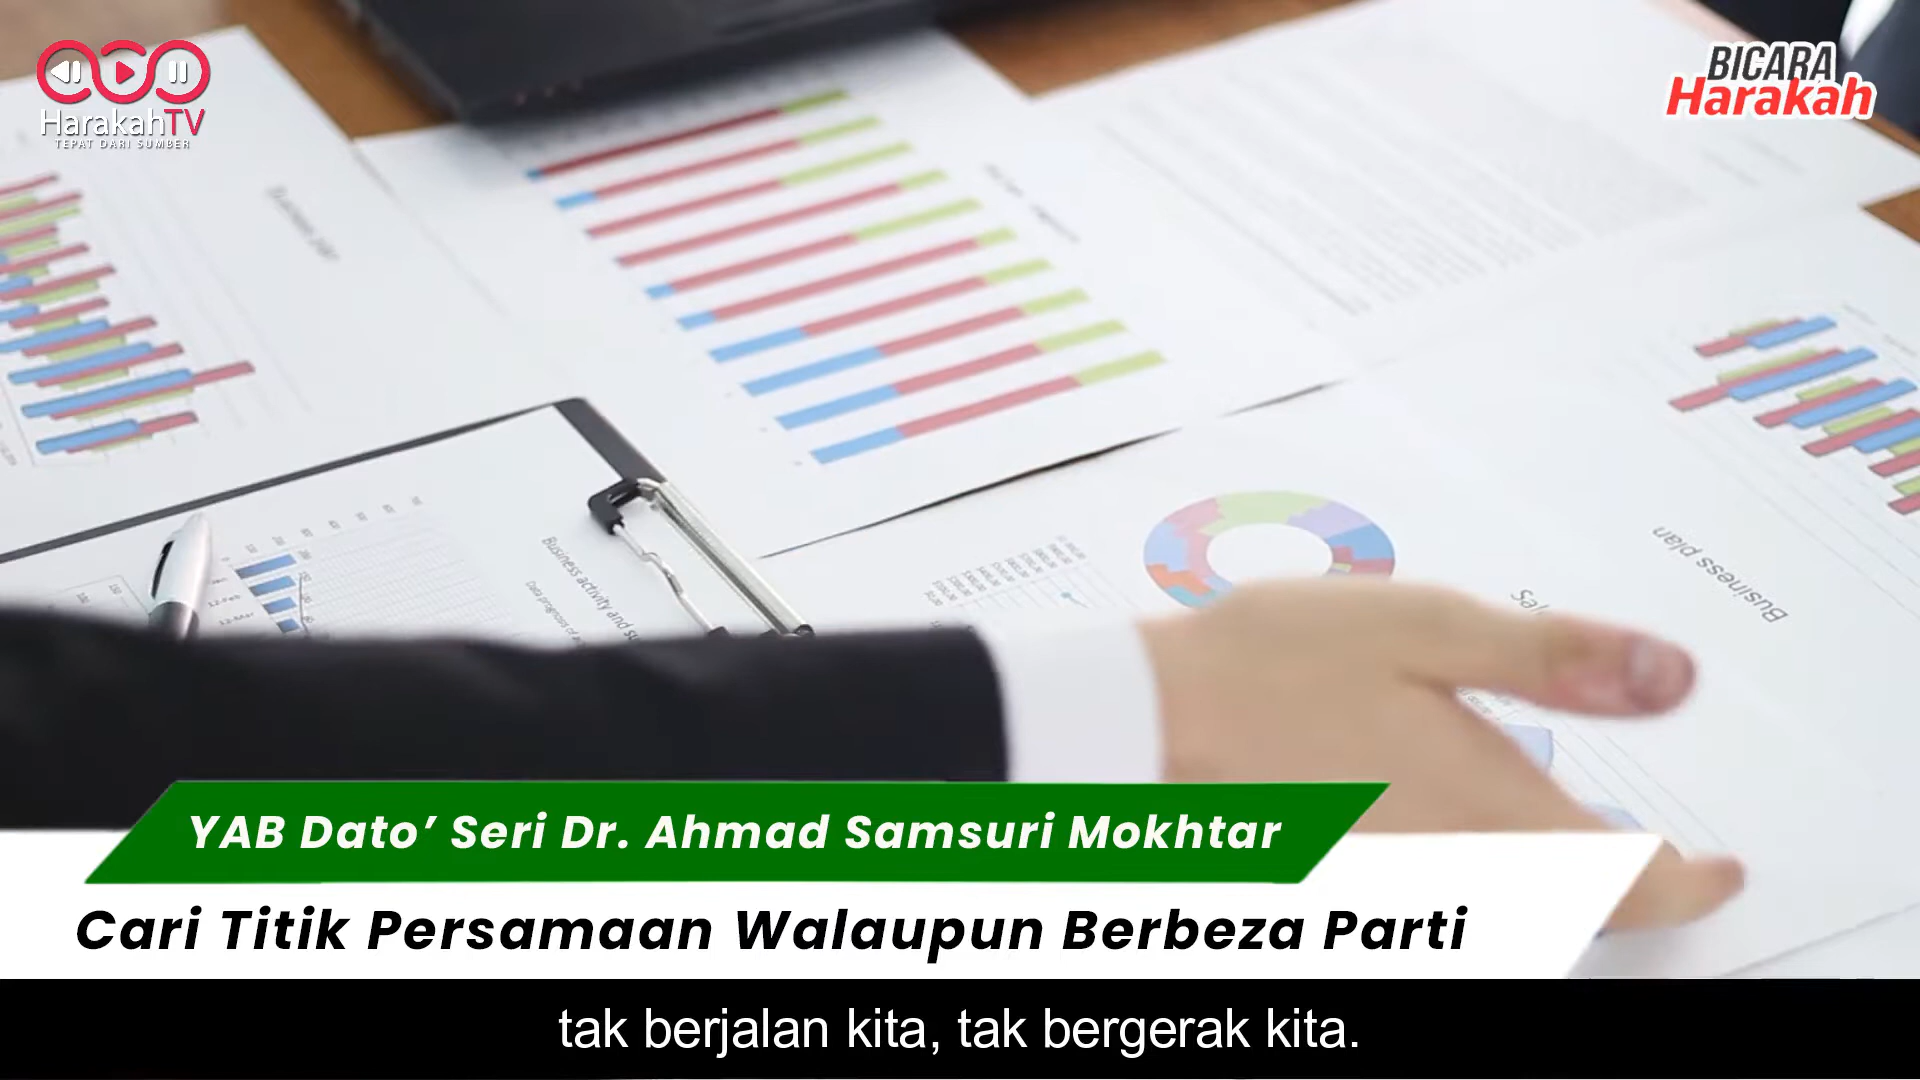 HarakahTV
TEPAT DARI SUMBER
BICARA
Harakah
Business activity and
Business plan
YAB Dato’ Seri Dr. Ahmad Samsuri Mokhtar
Cari Titik Persamaan Walaupun Berbeza Parti
tak berjalan kita, tak bergerak kita.